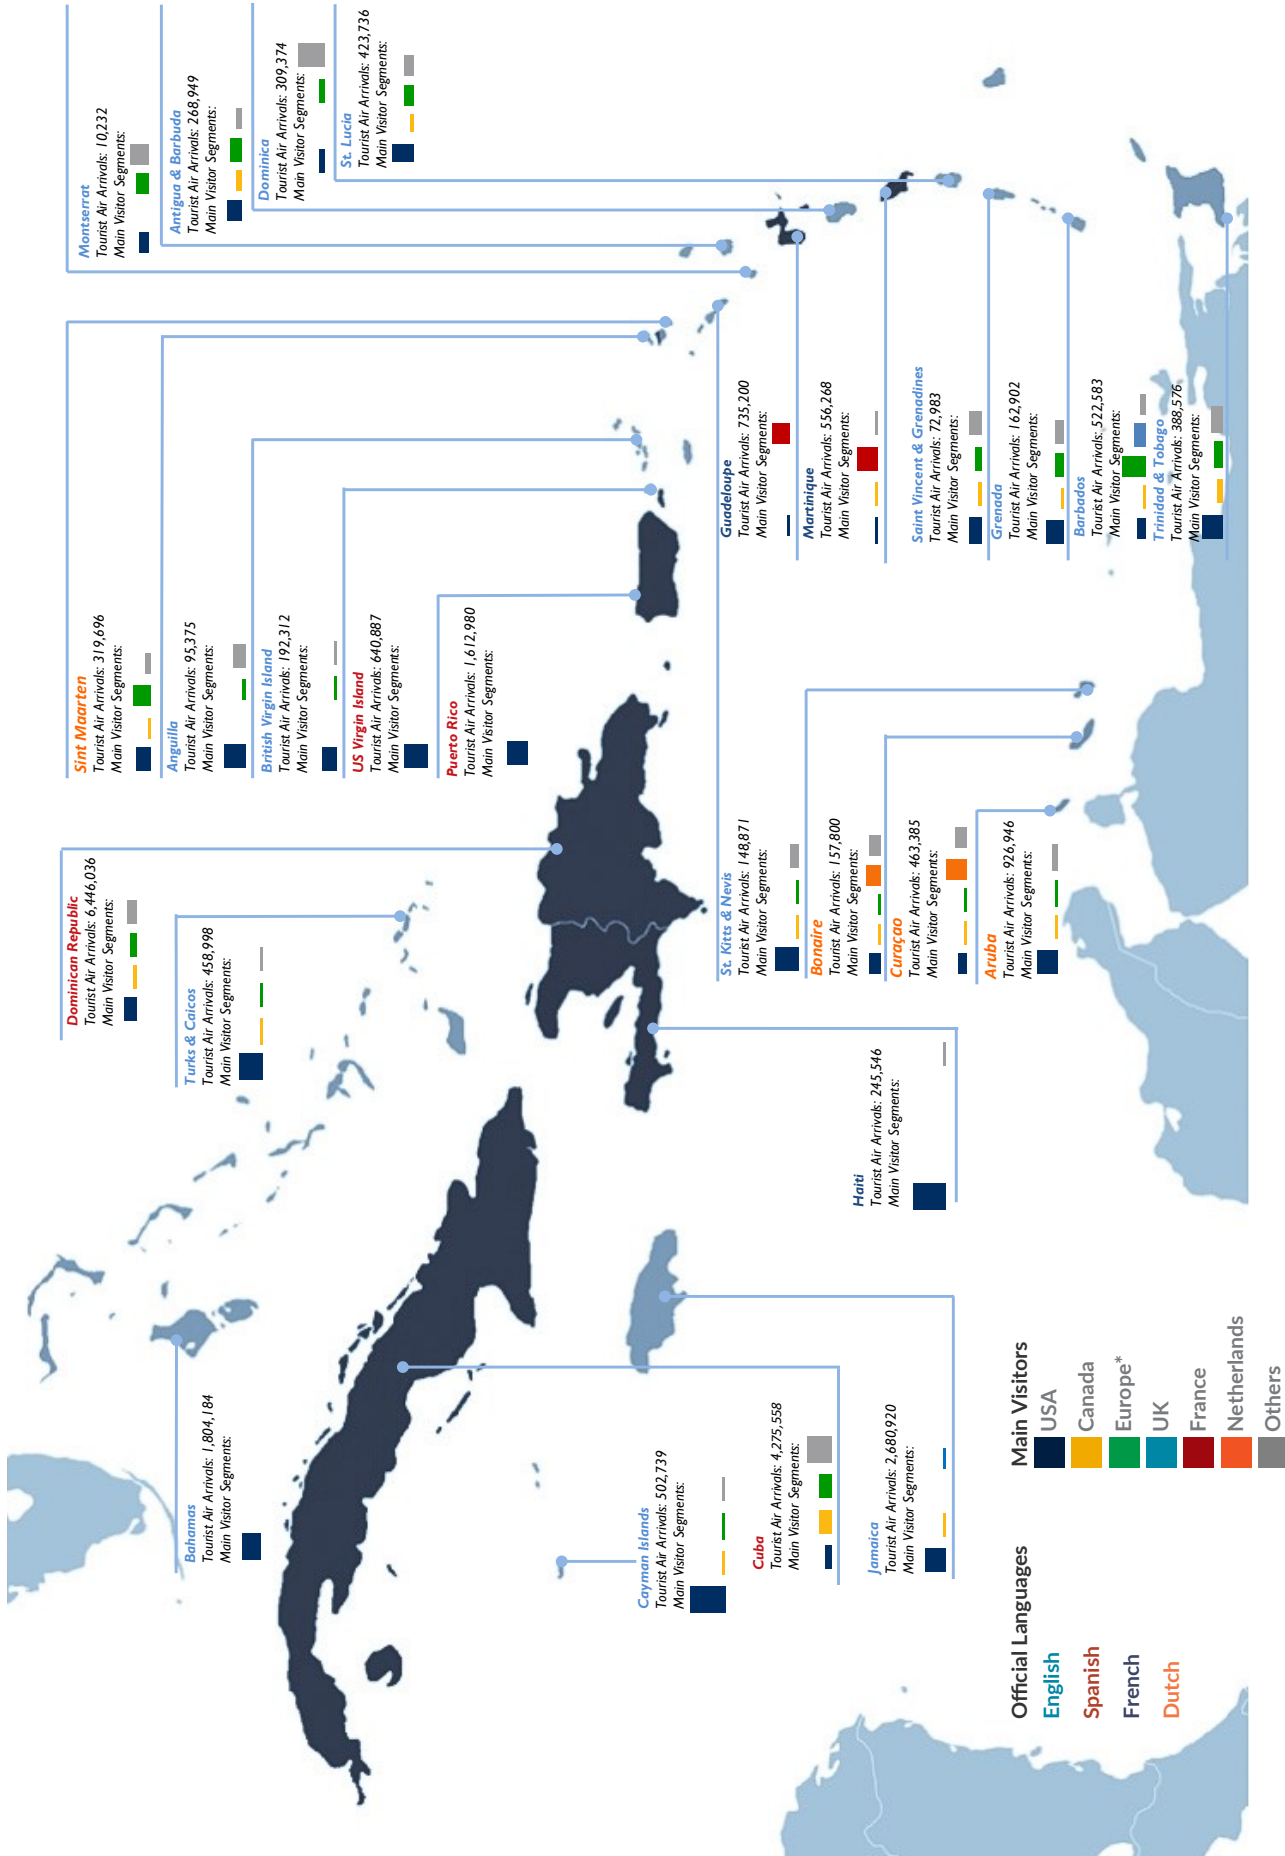 Montserrat
Tourist Air Arrivals: 10,232
Main Visitor Segments:
Antigua & Barbuda
Tourist Air Arrivals: 268,949
Main Visitor Segments:
Dominica
Tourist Air Arrivals: 309,374
Main Visitor Segments:
St. Lucia
Tourist Air Arrivals: 423,736
Main Visitor Segments:
Sint Maarten
Tourist Air Arrivals: 319,696
Main Visitor Segments:
Anguilla
Tourist Air Arrivals: 95,375
Main Visitor Segments:
British Virgin Island
Tourist Air Arrivals: 192,312
Main Visitor Segments:
US Virgin Island
Tourist Air Arrivals: 640,887
Main Visitor Segments:
Puerto Rico
Tourist Air Arrivals: 1,612,980
Main Visitor Segments:
Dominican Republic
Tourist Air Arrivals: 6,446,036
Main Visitor Segments:
Turks & Caicos
Tourist Air Arrivals: 458,998
Main Visitor Segments:
Bahamas
Tourist Air Arrivals: 1,804,184
Main Visitor Segments:
Guadeloupe
Tourist Air Arrivals: 735,200
Main Visitor Segments:
Martinique
Tourist Air Arrivals: 556,268
Main Visitor Segments:
Saint Vincent & Grenadines
Tourist Air Arrivals: 72,983
Main Visitor Segments:
Grenada
Tourist Air Arrivals: 162,902
Main Visitor Segments:
Barbados
Tourist Air Arrivals: 522,583
Main Visitor Segments:
Trinidad & Tobago
Tourist Air Arrivals: 388,576
Main Visitor Segments:
St. Kitts & Nevis
Tourist Air Arrivals: 148,871
Main Visitor Segments:
Bonaire
Tourist Air Arrivals: 157,800
Main Visitor Segments:
Curaçao
Tourist Air Arrivals: 463,385
Main Visitor Segments:
Aruba
Tourist Air Arrivals: 926,946
Main Visitor Segments:
Haiti
Tourist Air Arrivals: 245,546
Main Visitor Segments:
Cayman Islands
Tourist Air Arrivals: 502,739
Main Visitor Segments:
Cuba
Tourist Air Arrivals: 4,275,558
Main Visitor Segments:
Jamaica
Tourist Air Arrivals: 2,680,920
Main Visitor Segments:
Official Languages
English
Spanish
French
Dutch
Main Visitors
USA
Canada
Europe*
UK
France
Netherlands
Others